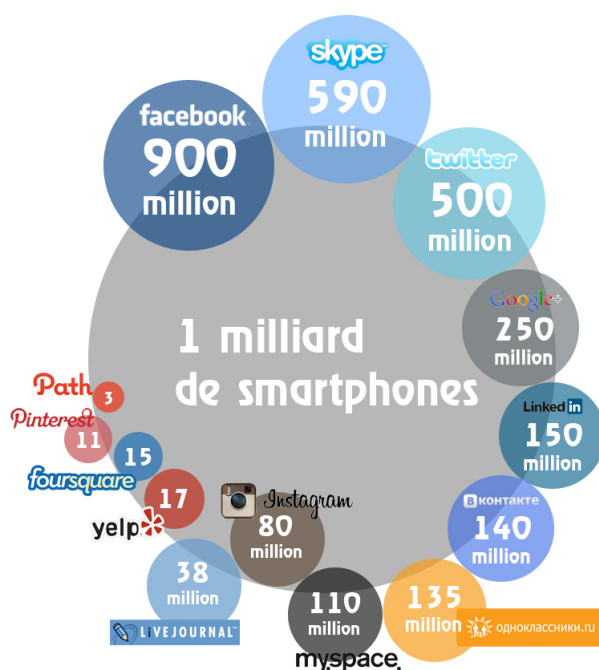 skype
590
million
facebook
900
million
twitter
500
million
Google+
250
million
1 milliard
de smartphones
Path
3
Pinterest
11
foursquare
15
yelp
17
Instagram
80
million
Linked in
150
million
В контакте
140
million
38
million
LiVEJOURNAL
110
million
myspace
135
million
одноклассники.ru